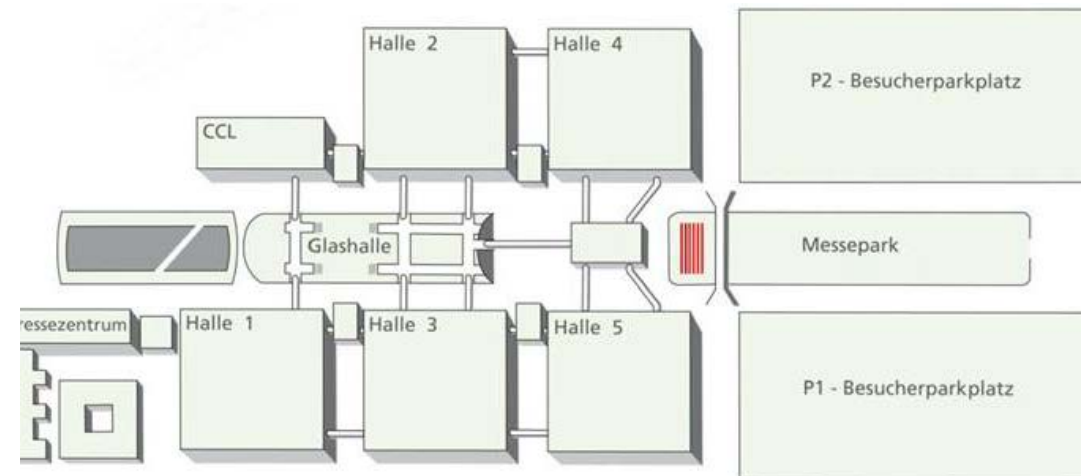 Halle 2
Halle 4
P2 - Besucherparkplatz
CCL
Glashalle
Messepark
ressezentrum
Halle 1
Halle 3
Halle 5
P1 - Besucherparkplatz